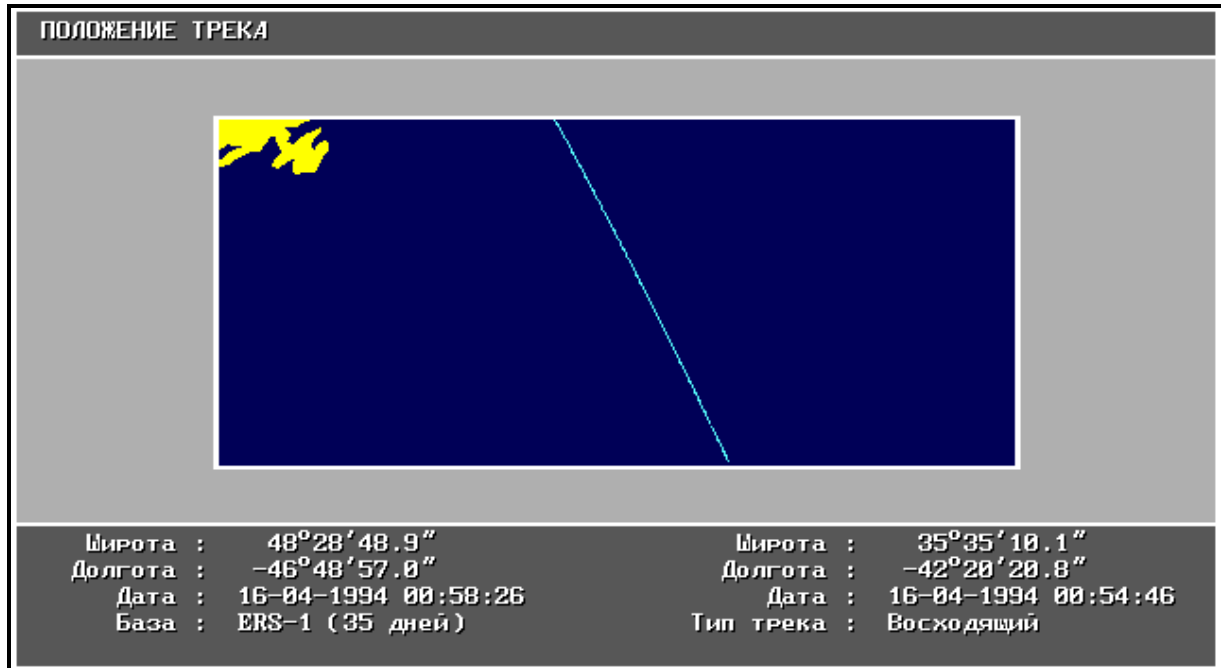 ПОЛОЖЕНИЕ ТРЕКА
Широта : 48°28'48.9" Широта : 35°35'10.1"
Долгота : -46°48'57.0" Долгота : -42°20'20.8"
Дата : 16-04-1994 00:58:26 Дата : 16-04-1994 00:54:46
База : ERS-1 (35 дней) Тип трека : Восходящий